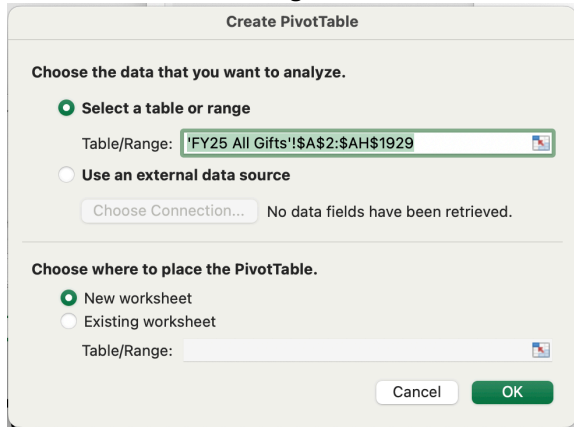 Create PivotTable
Choose the data that you want to analyze.
Select a table or range
Table/Range: 'FY25 All Gifts'!$A$2:$AH$1929
Use an external data source
Choose Connection... No data fields have been retrieved.
Choose where to place the PivotTable.
New worksheet
Existing worksheet
Table/Range:
Cancel OK